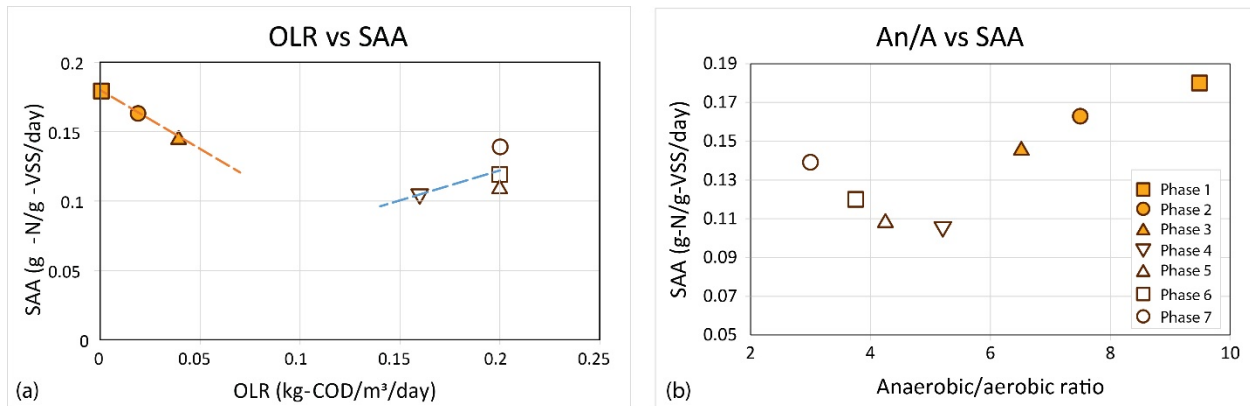 OLR vs SAA
SAA (g -N/g -VSS/day)
0.2
0.15
0.1
0.05
0
0
0.05
0.1
0.15
0.2
0.25
OLR (kg-COD/m³/day)
(a)
An/A vs SAA
SAA (g-N/g-VSS/day)
0.19
0.17
0.15
0.13
0.11
0.09
0.07
0.05
2
4
6
8
10
Anaerobic/aerobic ratio
(b)
Phase 1
Phase 2
Phase 3
Phase 4
Phase 5
Phase 6
Phase 7